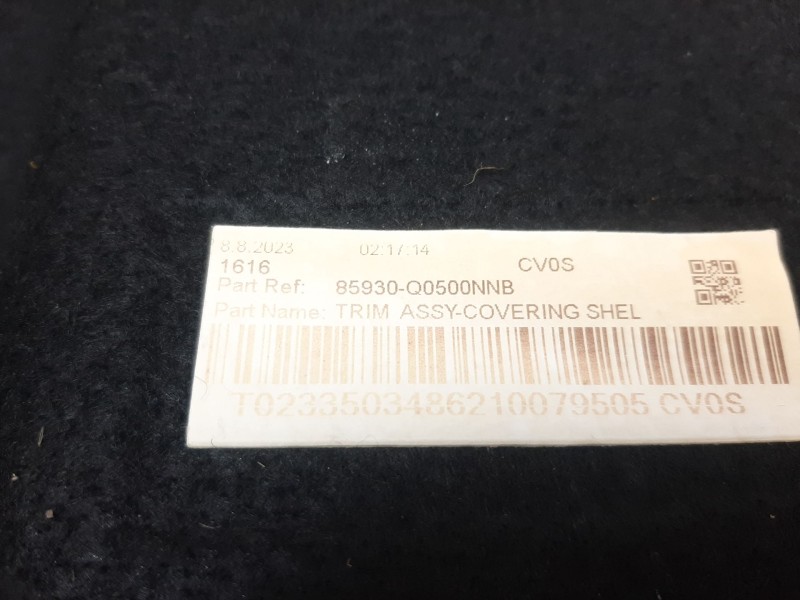 8.8.2023 02:17:14
1616 CV0S
Part Ref: 85930-Q0500NNB
Part Name: TRIM ASSY-COVERING SHEL
T0233503486210079505 CV0S